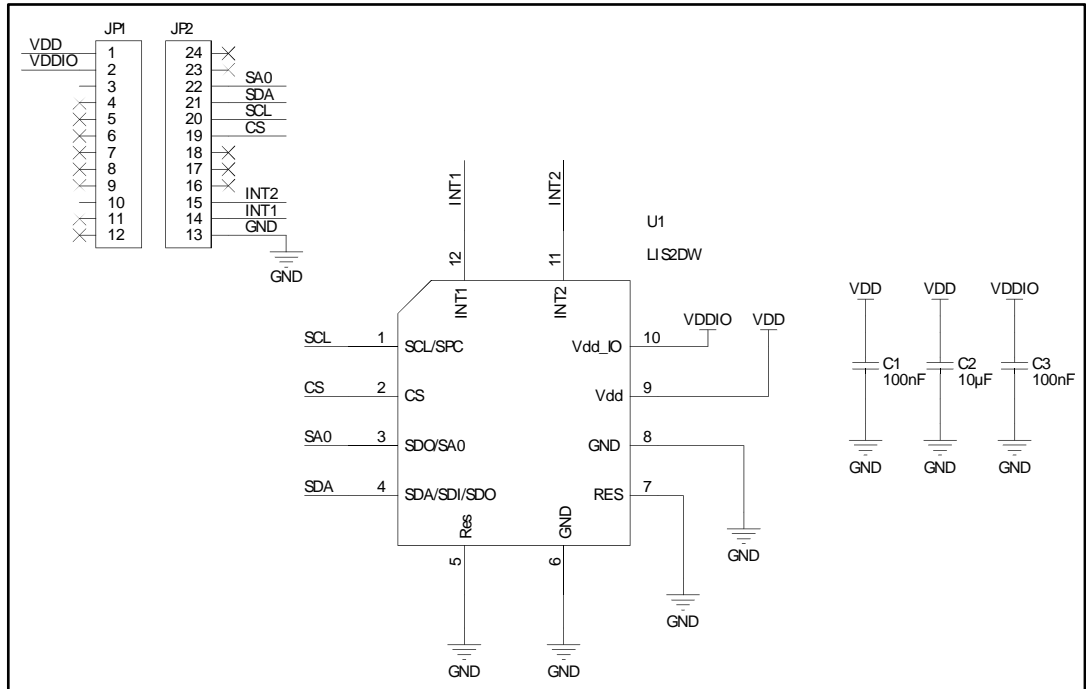 JP1
JP2
VDD
1
VDDIO
2
3
4
5
6
7
8
9
10
11
12
24
23
22
SA0
21
SDA
20
SCL
19
CS
18
17
16
15
INT2
14
INT1
13
GND
GND
INT1
INT2
12
11
INT1
INT2
U1
LIS2DW
SCL
1
SCL/SPC
CS
2
CS
SA0
3
SDO/SA0
SDA
4
SDA/SDI/SDO
Vdd_IO
10
VDDIO
VDD
Vdd
9
GND
8
RES
7
Res
GND
5
6
GND
GND
GND
GND
VDD
VDD
VDDIO
C1
100nF
C2
10µF
C3
100nF
GND
GND
GND